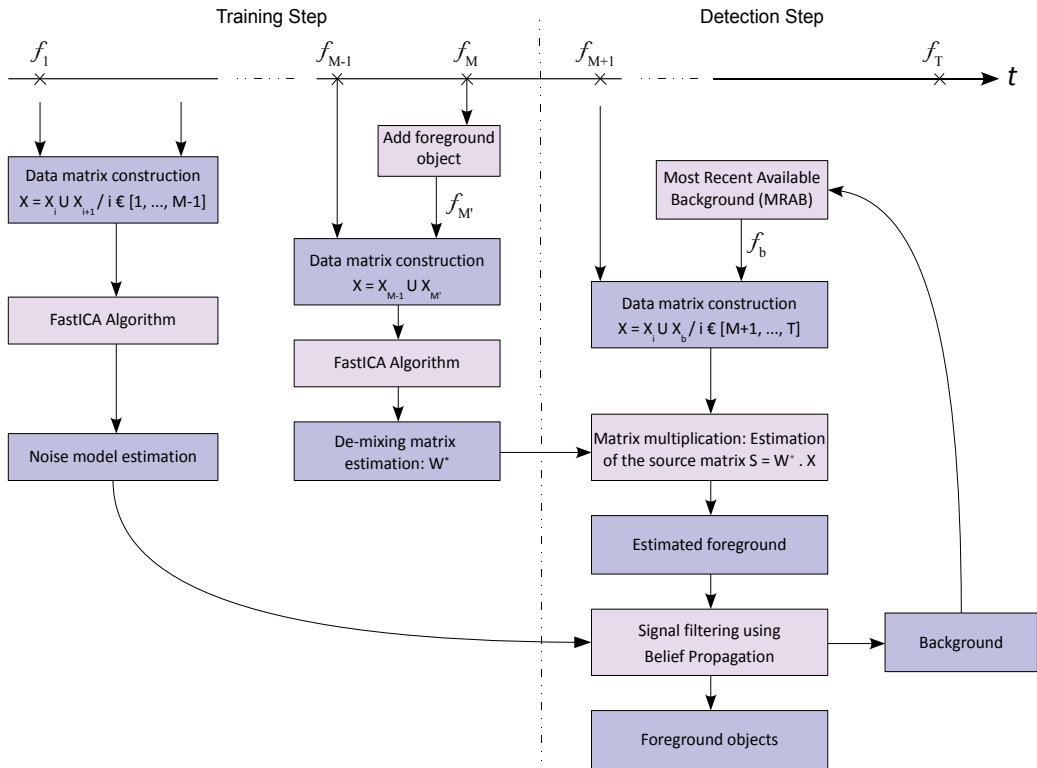 Training Step
Detection Step
f1
fM-1
fM
fM+1
fT
t
Add foreground
object
Data matrix construction
X = Xi U Xi+1 / i € [1, ..., M-1]
Most Recent Available
Background (MRAB)
fM'
fb
Data matrix construction
X = XM-1 U XM'
FastICA Algorithm
Data matrix construction
X = Xi U Xb / i € [M+1, ..., T]
FastICA Algorithm
Noise model estimation
De-mixing matrix
estimation: W*
Matrix multiplication: Estimation
of the source matrix S = W* . X
Estimated foreground
Signal filtering using
Belief Propagation
Background
Foreground objects